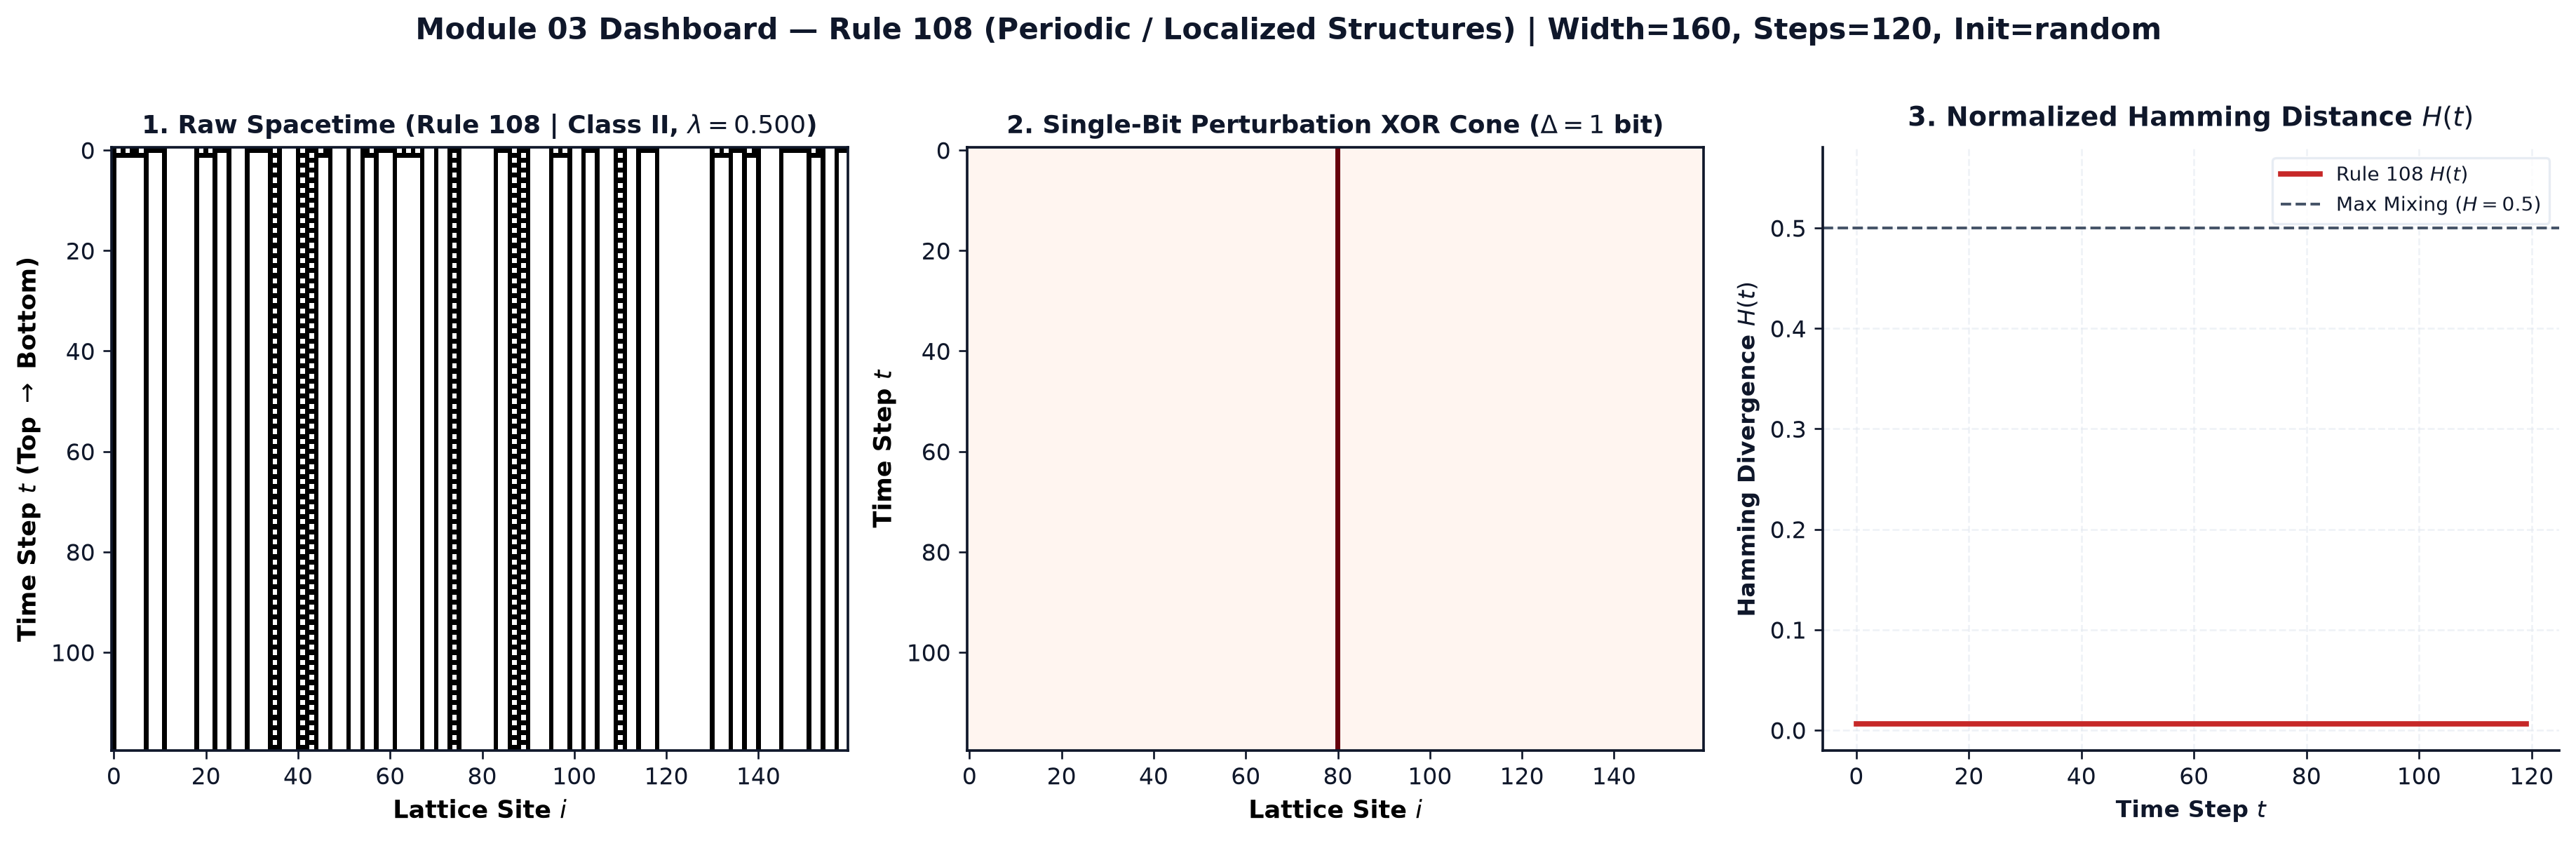 Module 03 Dashboard — Rule 108 (Periodic / Localized Structures) | Width=160, Steps=120, Init=random
1. Raw Spacetime (Rule 108 | Class II, λ = 0.500)
0
20
40
60
80
100
Time Step t (Top → Bottom)
0 20 40 60 80 100 120 140
Lattice Site i
2. Single-Bit Perturbation XOR Cone (Δ = 1 bit)
0
20
40
60
80
100
Time Step t
0 20 40 60 80 100 120 140
Lattice Site i
3. Normalized Hamming Distance H(t)
Rule 108 H(t)
Max Mixing (H = 0.5)
0.5
0.4
0.3
0.2
0.1
0.0
Hamming Divergence H(t)
0 20 40 60 80 100 120
Time Step t